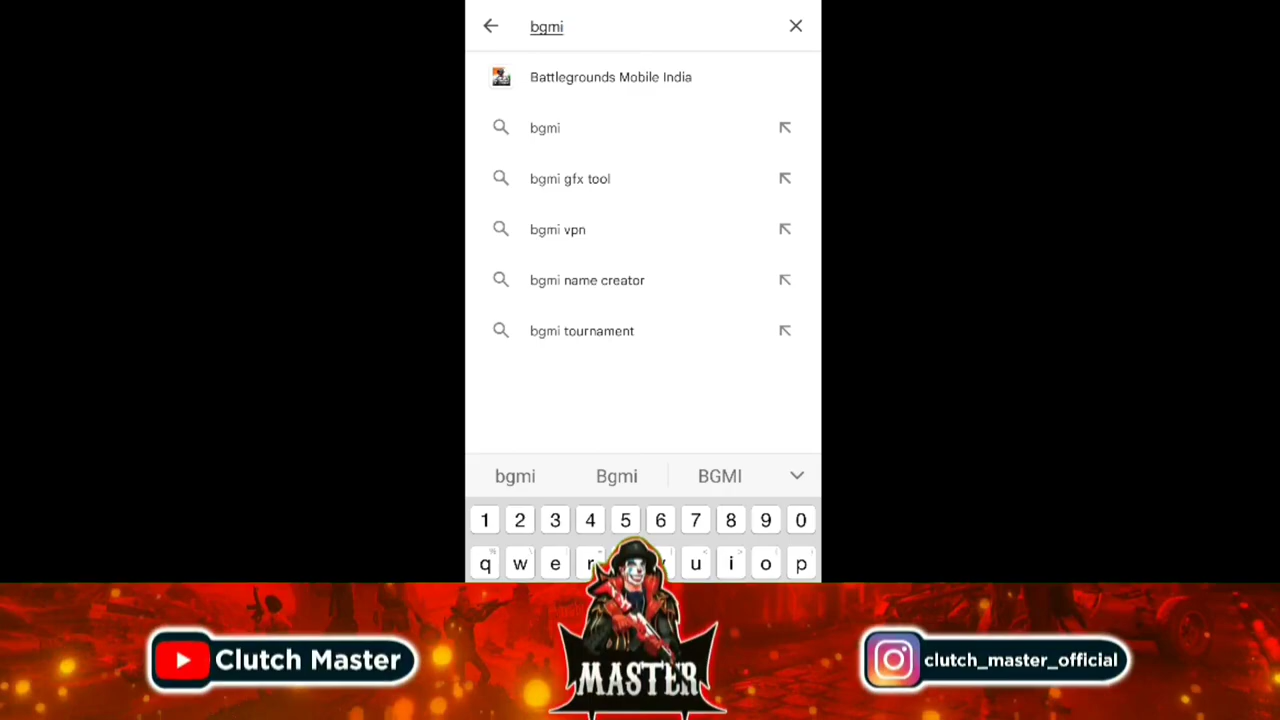 bgmi
Battlegrounds Mobile India
bgmi
bgmi gfx tool
bgmi vpn
bgmi name creator
bgmi tournament
bgmi Bgmi BGMI
1 2 3 4 5 6 7 8 9 0
q w e r u i o p
Clutch Master
MASTER
clutch_master_official